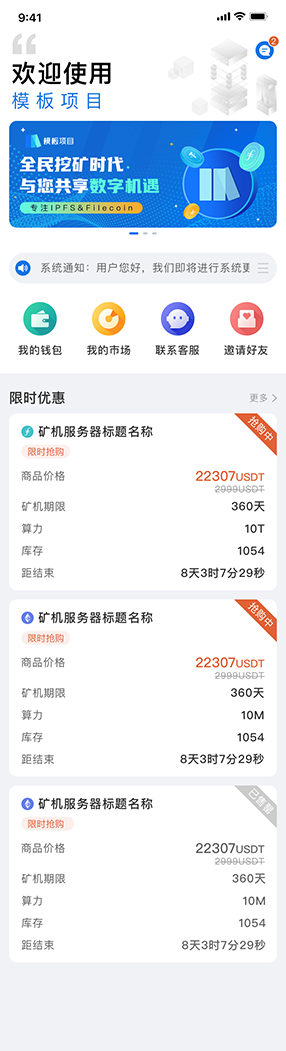 9:41
2
欢迎使用
模板项目
模板项目
全民挖矿时代
与您共享数字机遇
专注IPFS&Filecoin
系统通知：用户您好，我们即将进行系统更
我的钱包 我的市场 联系客服 邀请好友
限时优惠 更多
矿机服务器标题名称 抢购中
限时抢购
商品价格 22307USDT
2999USDT
矿机期限 360天
算力 10T
库存 1054
距结束 8天3时7分29秒
矿机服务器标题名称 抢购中
限时抢购
商品价格 22307USDT
2999USDT
矿机期限 360天
算力 10M
库存 1054
距结束 8天3时7分29秒
矿机服务器标题名称 已售罄
限时抢购
商品价格 22307USDT
2999USDT
矿机期限 360天
算力 10M
库存 1054
距结束 8天3时7分29秒